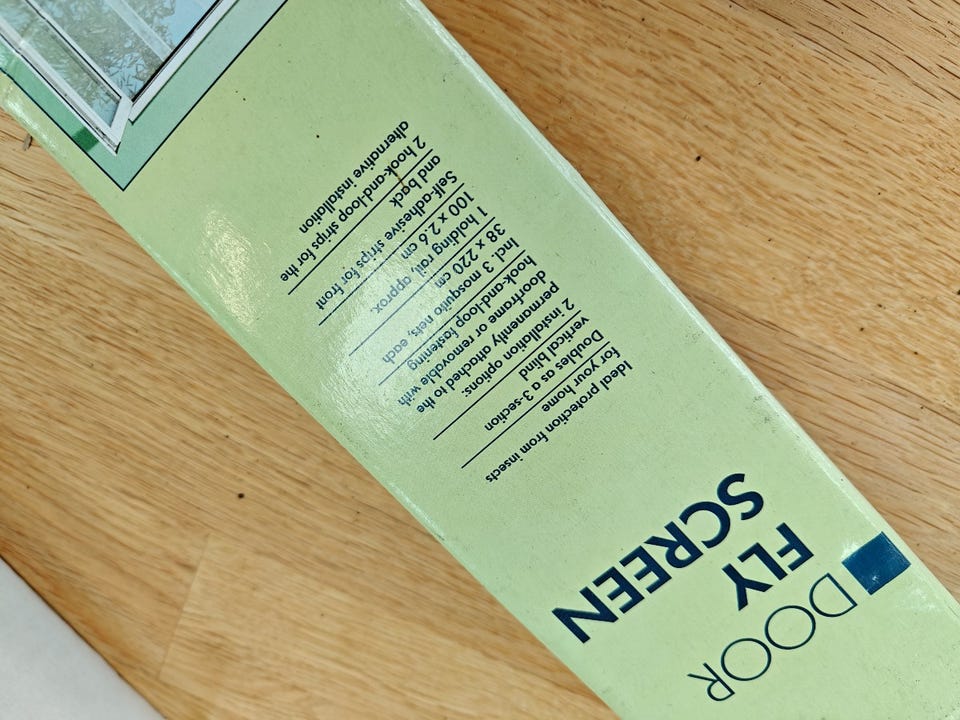 DOOR
FLY
SCREEN
Ideal protection from insects
for your home
Doubles as a 3-section
vertical blind
2 installation options:
permanently attached to the
doorframe or removable with
hook-and-loop fastening
Incl. 3 mosquito nets, each
38 x 220 cm
1 holding rail, approx.
100 x 2.6 cm
Self-adhesive strips for front
and back
2 hook-and-loop strips for the
alternative installation